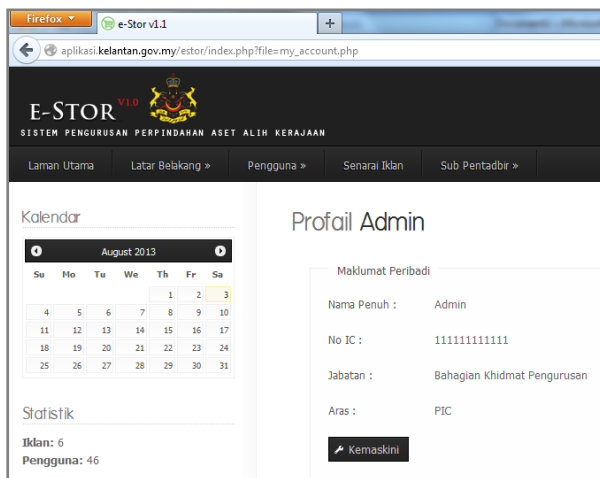 Firefox
e-Stor v1.1
aplikasi.kelantan.gov.my/estor/index.php?file=my_account.php
E-STOR V1.0
SISTEM PENGURUSAN PERPINDAHAN ASET ALIH KERAJAAN
Laman Utama Latar Belakang » Pengguna » Senarai Iklan Sub Pentadbir »
Kalendar
August 2013
Su Mo Tu We Th Fr Sa
1 2 3
4 5 6 7 8 9 10
11 12 13 14 15 16 17
18 19 20 21 22 23 24
25 26 27 28 29 30 31
Statistik
Iklan: 6
Pengguna: 46
Profail Admin
Maklumat Peribadi
Nama Penuh : Admin
No IC : 111111111111
Jabatan : Bahagian Khidmat Pengurusan
Aras : PIC
Kemaskini